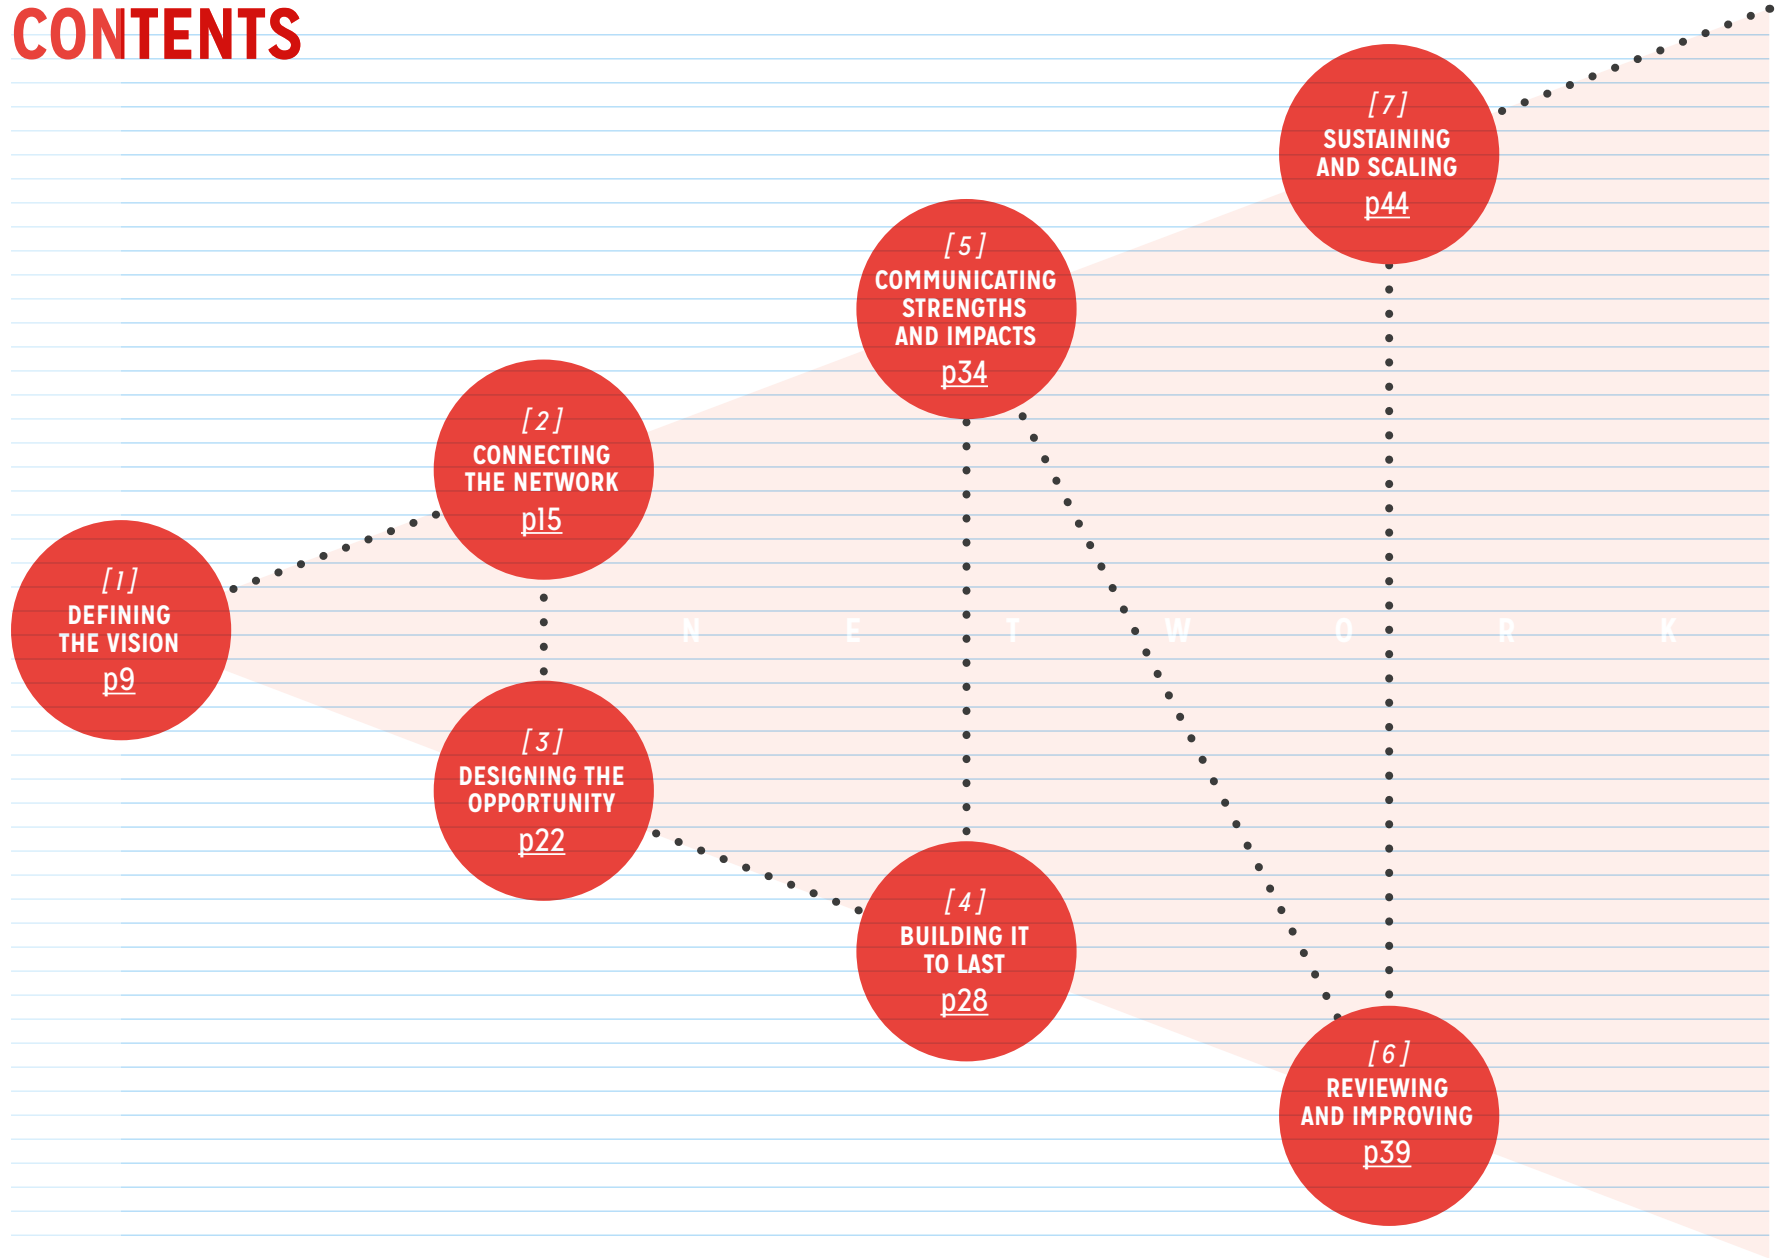 CONTENTS
[1]
DEFINING
THE VISION
p9
[2]
CONNECTING
THE NETWORK
p15
[3]
DESIGNING THE
OPPORTUNITY
p22
[4]
BUILDING IT
TO LAST
p28
[5]
COMMUNICATING
STRENGTHS
AND IMPACTS
p34
[6]
REVIEWING
AND IMPROVING
p39
[7]
SUSTAINING
AND SCALING
p44
N E T W O R K